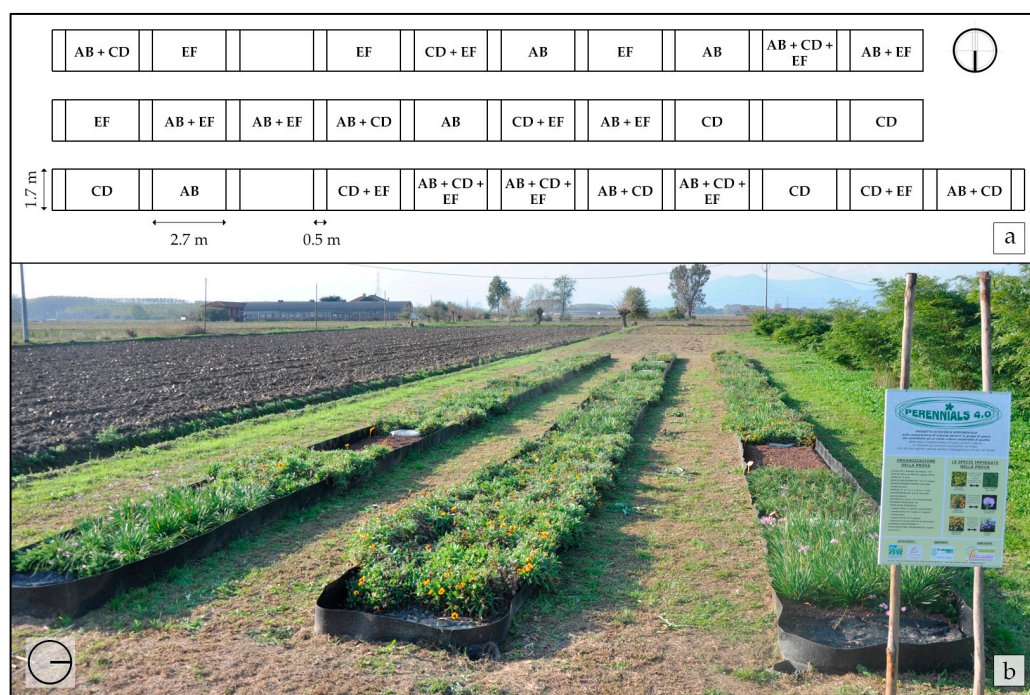 AB + CD EF EF CD + EF AB EF AB AB + CD + EF AB + EF
EF AB + EF AB + EF AB + CD AB CD + EF AB + EF CD CD
CD AB CD + EF AB + CD + EF AB + CD + EF AB + CD AB + CD + EF CD CD + EF AB + CD
1.7 m
2.7 m 0.5 m
a
PERENNIALS 4.0
ORGANIZZAZIONE NELLA PROVA
LE SPECIE IMPIEGATE NELLA PROVA
b